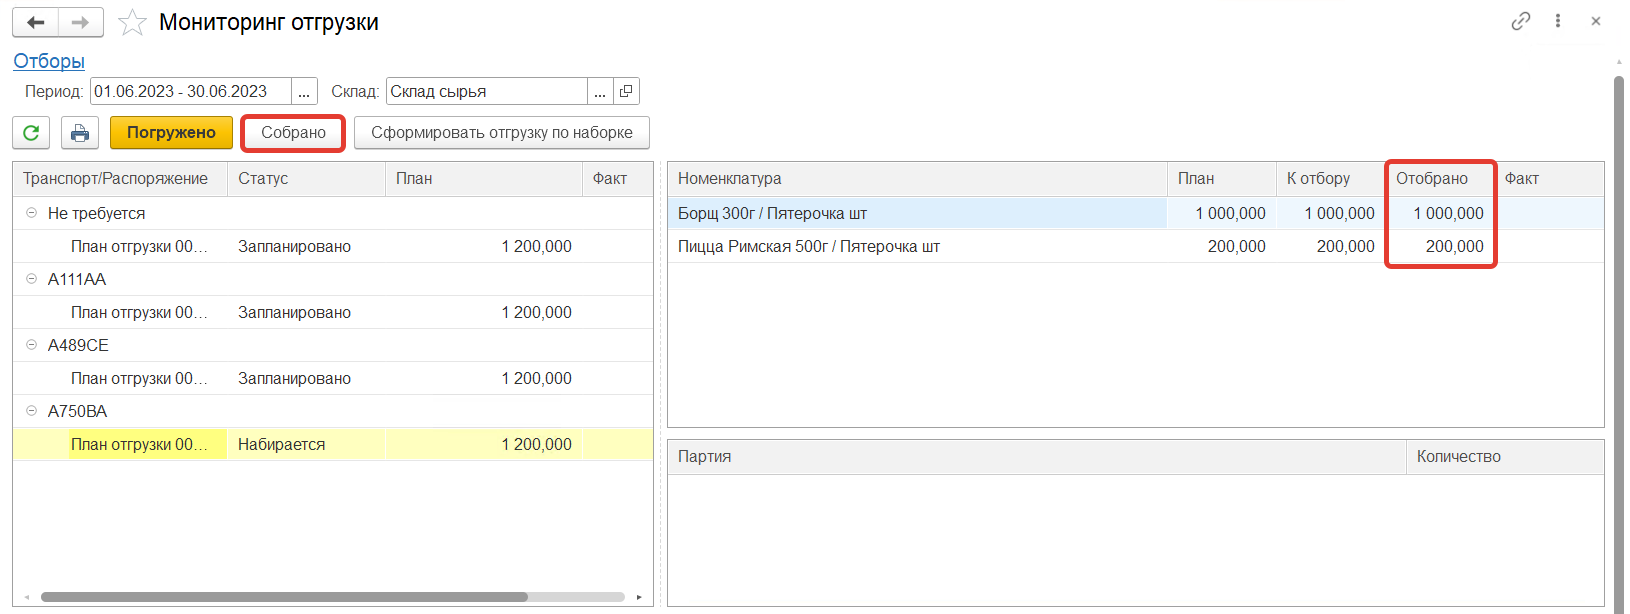 Мониторинг отгрузки
Отборы
Период: 01.06.2023 - 30.06.2023 ... Склад: Склад сырья ...
Погружено Собрано Сформировать отгрузку по наборке
Транспорт/Распоряжение Статус План Факт
Не требуется
План отгрузки 00... Запланировано 1 200,000
А111АА
План отгрузки 00... Запланировано 1 200,000
А489СЕ
План отгрузки 00... Запланировано 1 200,000
А750ВА
План отгрузки 00... Набирается 1 200,000
Номенклатура План К отбору Отобрано Факт
Борщ 300г / Пятерочка шт 1 000,000 1 000,000 1 000,000
Пицца Римская 500г / Пятерочка шт 200,000 200,000 200,000
Партия Количество